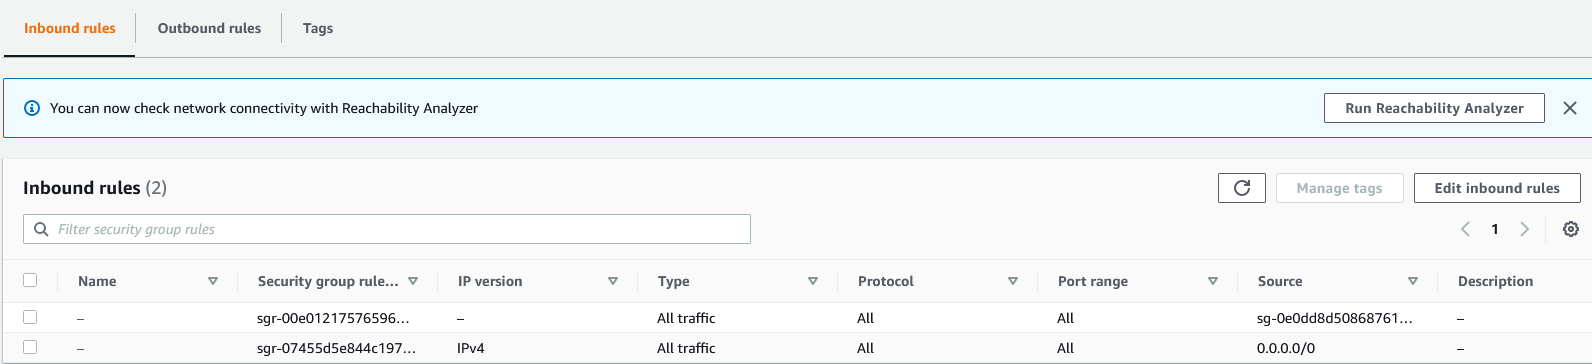 Inbound rules Outbound rules Tags
You can now check network connectivity with Reachability Analyzer Run Reachability Analyzer
Inbound rules (2) Manage tags Edit inbound rules
Filter security group rules 1
Name Security group rule... IP version Type Protocol Port range Source Description
– sgr-00e01217576596... – All traffic All All sg-0e0dd8d50868761... –
– sgr-07455d5e844c197... IPv4 All traffic All All 0.0.0.0/0 –